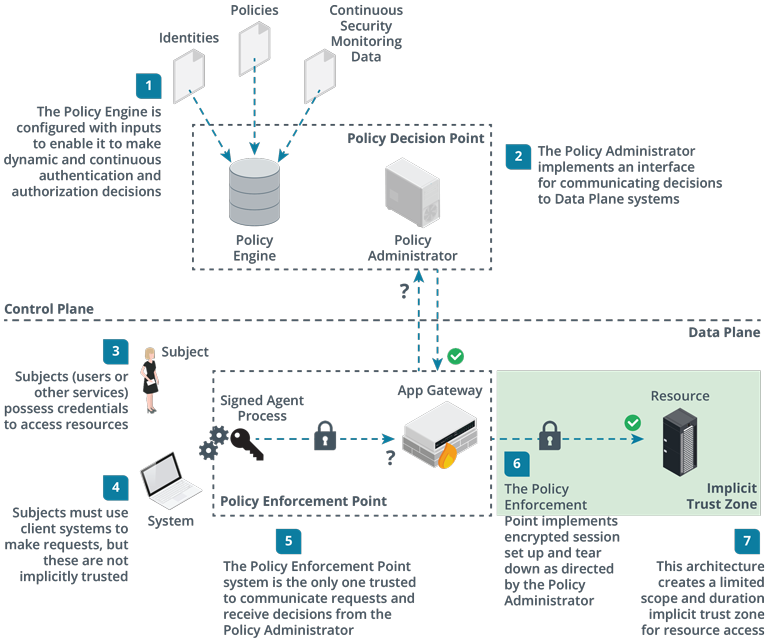 Policies
Continuous
Security
Monitoring
Data
Identities
1
The Policy Engine is
configured with inputs
to enable it to make
dynamic and continuous
authentication and
authorization decisions
Policy Decision Point
Policy
Engine
Policy
Administrator
2
The Policy Administrator
implements an interface
for communicating decisions
to Data Plane systems
?
Control Plane
Data Plane
3
Subject
Subjects (users or
other services)
possess credentials
to access resources
Signed Agent
Process
App Gateway
?
Policy Enforcement Point
Resource
Implicit
Trust Zone
4
System
Subjects must use
client systems to
make requests, but
these are not
implicitly trusted
5
The Policy Enforcement Point
system is the only one trusted
to communicate requests and
receive decisions from the
Policy Administrator
6
The Policy
Enforcement
Point implements
encrypted session
set up and tear
down as directed
by the Policy
Administrator
7
This architecture
creates a limited
scope and duration
implicit trust zone
for resource access